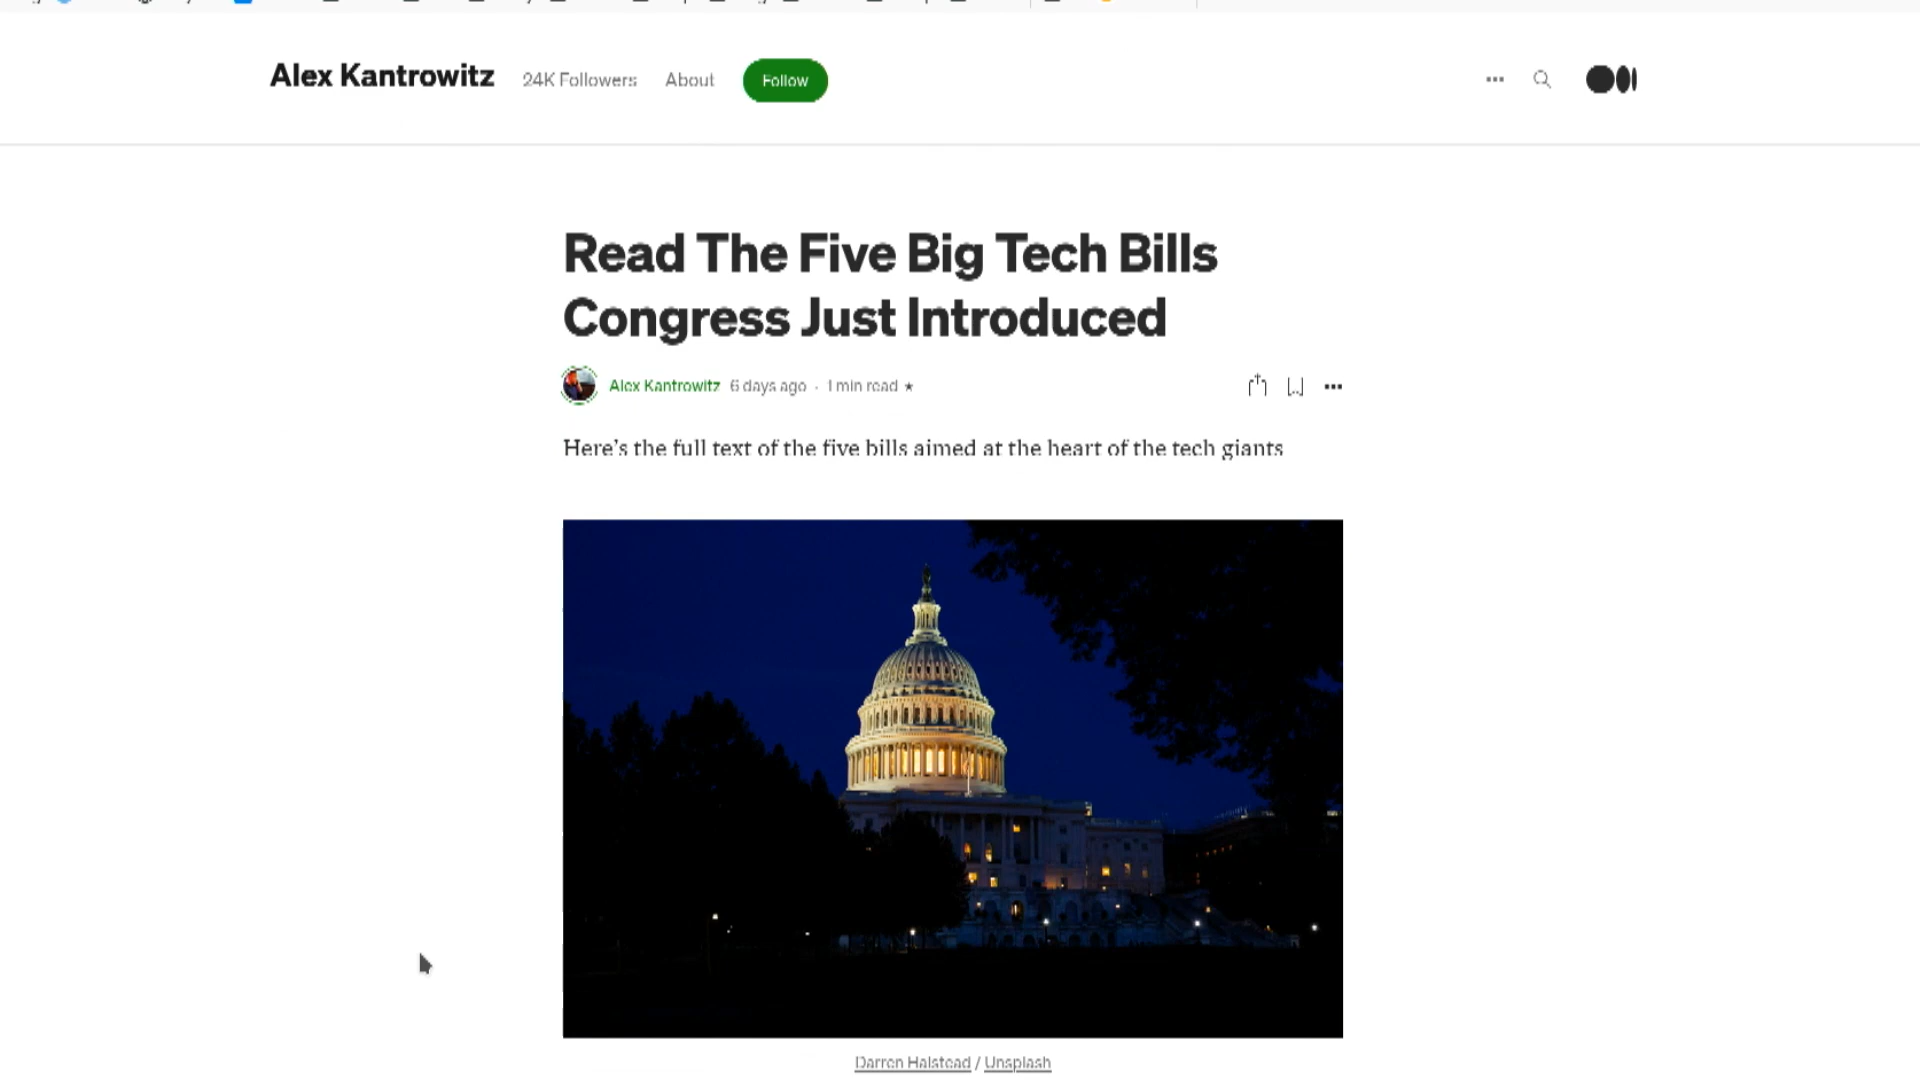 Alex Kantrowitz 24K Followers About Follow
Read The Five Big Tech Bills
Congress Just Introduced
Alex Kantrowitz 6 days ago · 1 min read ★
Here's the full text of the five bills aimed at the heart of the tech giants
Darren Halstead / Unsplash